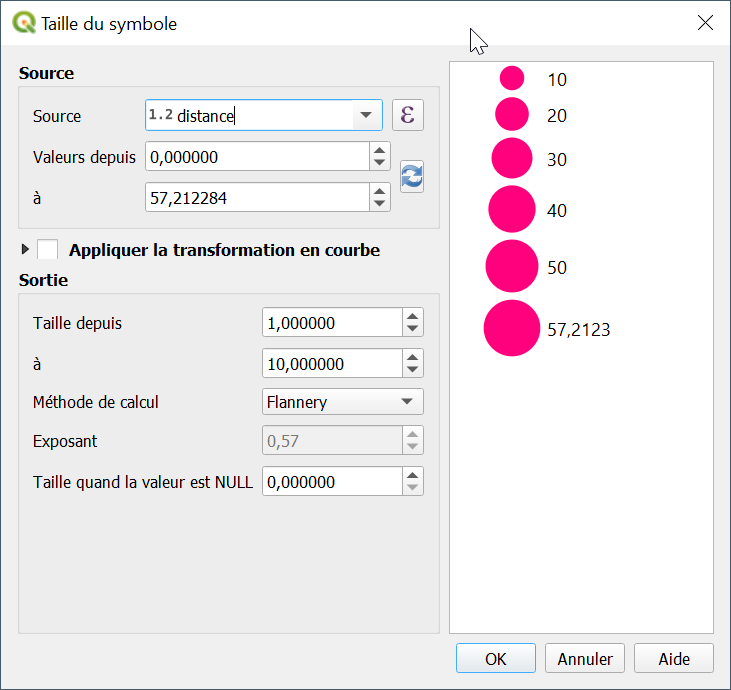 Taille du symbole
Source
Source 1.2 distance ε
Valeurs depuis 0,000000
à 57,212284
Appliquer la transformation en courbe
Sortie
Taille depuis 1,000000
à 10,000000
Méthode de calcul Flannery
Exposant 0,57
Taille quand la valeur est NULL 0,000000
10
20
30
40
50
57,2123
OK Annuler Aide